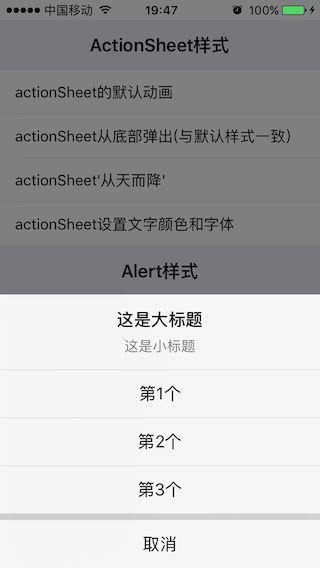 中国移动 19:47 100%
ActionSheet样式
actionSheet的默认动画
actionSheet从底部弹出(与默认样式一致)
actionSheet'从天而降'
actionSheet设置文字颜色和字体
Alert样式
这是大标题
这是小标题
第1个
第2个
第3个
取消